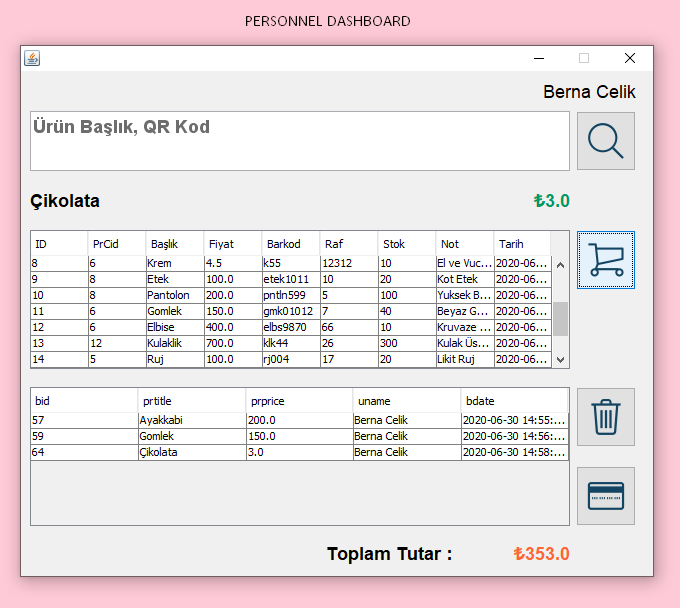 PERSONNEL DASHBOARD
Berna Celik
Ürün Başlık, QR Kod
Çikolata ₺3.0
ID PrCid Başlık Fiyat Barkod Raf Stok Not Tarih
8 6 Krem 4.5 k55 12312 10 El ve Vuc... 2020-06...
9 8 Etek 100.0 etek1011 10 20 Kot Etek 2020-06...
10 8 Pantolon 200.0 pntln599 5 100 Yuksek B... 2020-06...
11 6 Gomlek 150.0 gmk01012 7 40 Beyaz G... 2020-06...
12 6 Elbise 400.0 elbs9870 66 10 Kruvaze ... 2020-06...
13 12 Kulaklik 700.0 klk44 26 300 Kulak Üs... 2020-06...
14 5 Ruj 100.0 rj004 17 20 Likit Ruj 2020-06...
bid prtitle prprice uname bdate
57 Ayakkabi 200.0 Berna Celik 2020-06-30 14:55:...
59 Gomlek 150.0 Berna Celik 2020-06-30 14:56:...
64 Çikolata 3.0 Berna Celik 2020-06-30 14:58:...
Toplam Tutar : ₺353.0